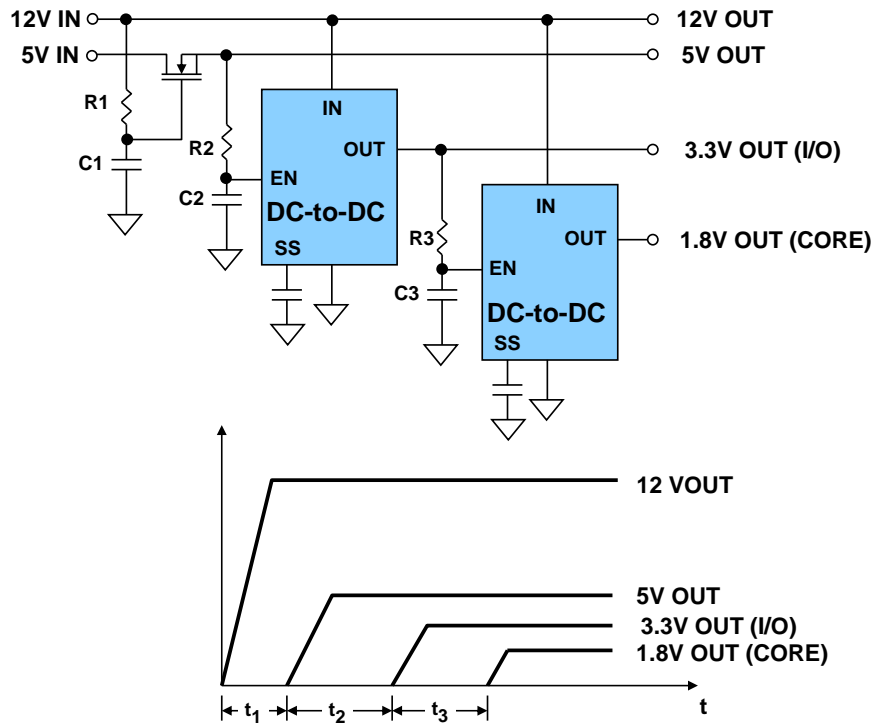 12V IN
12V OUT
5V IN
5V OUT
R1
C1
R2
C2
IN
OUT
EN
DC-to-DC
SS
3.3V OUT (I/O)
R3
C3
IN
OUT
EN
DC-to-DC
SS
1.8V OUT (CORE)
12 VOUT
5V OUT
3.3V OUT (I/O)
1.8V OUT (CORE)
t1
t2
t3
t